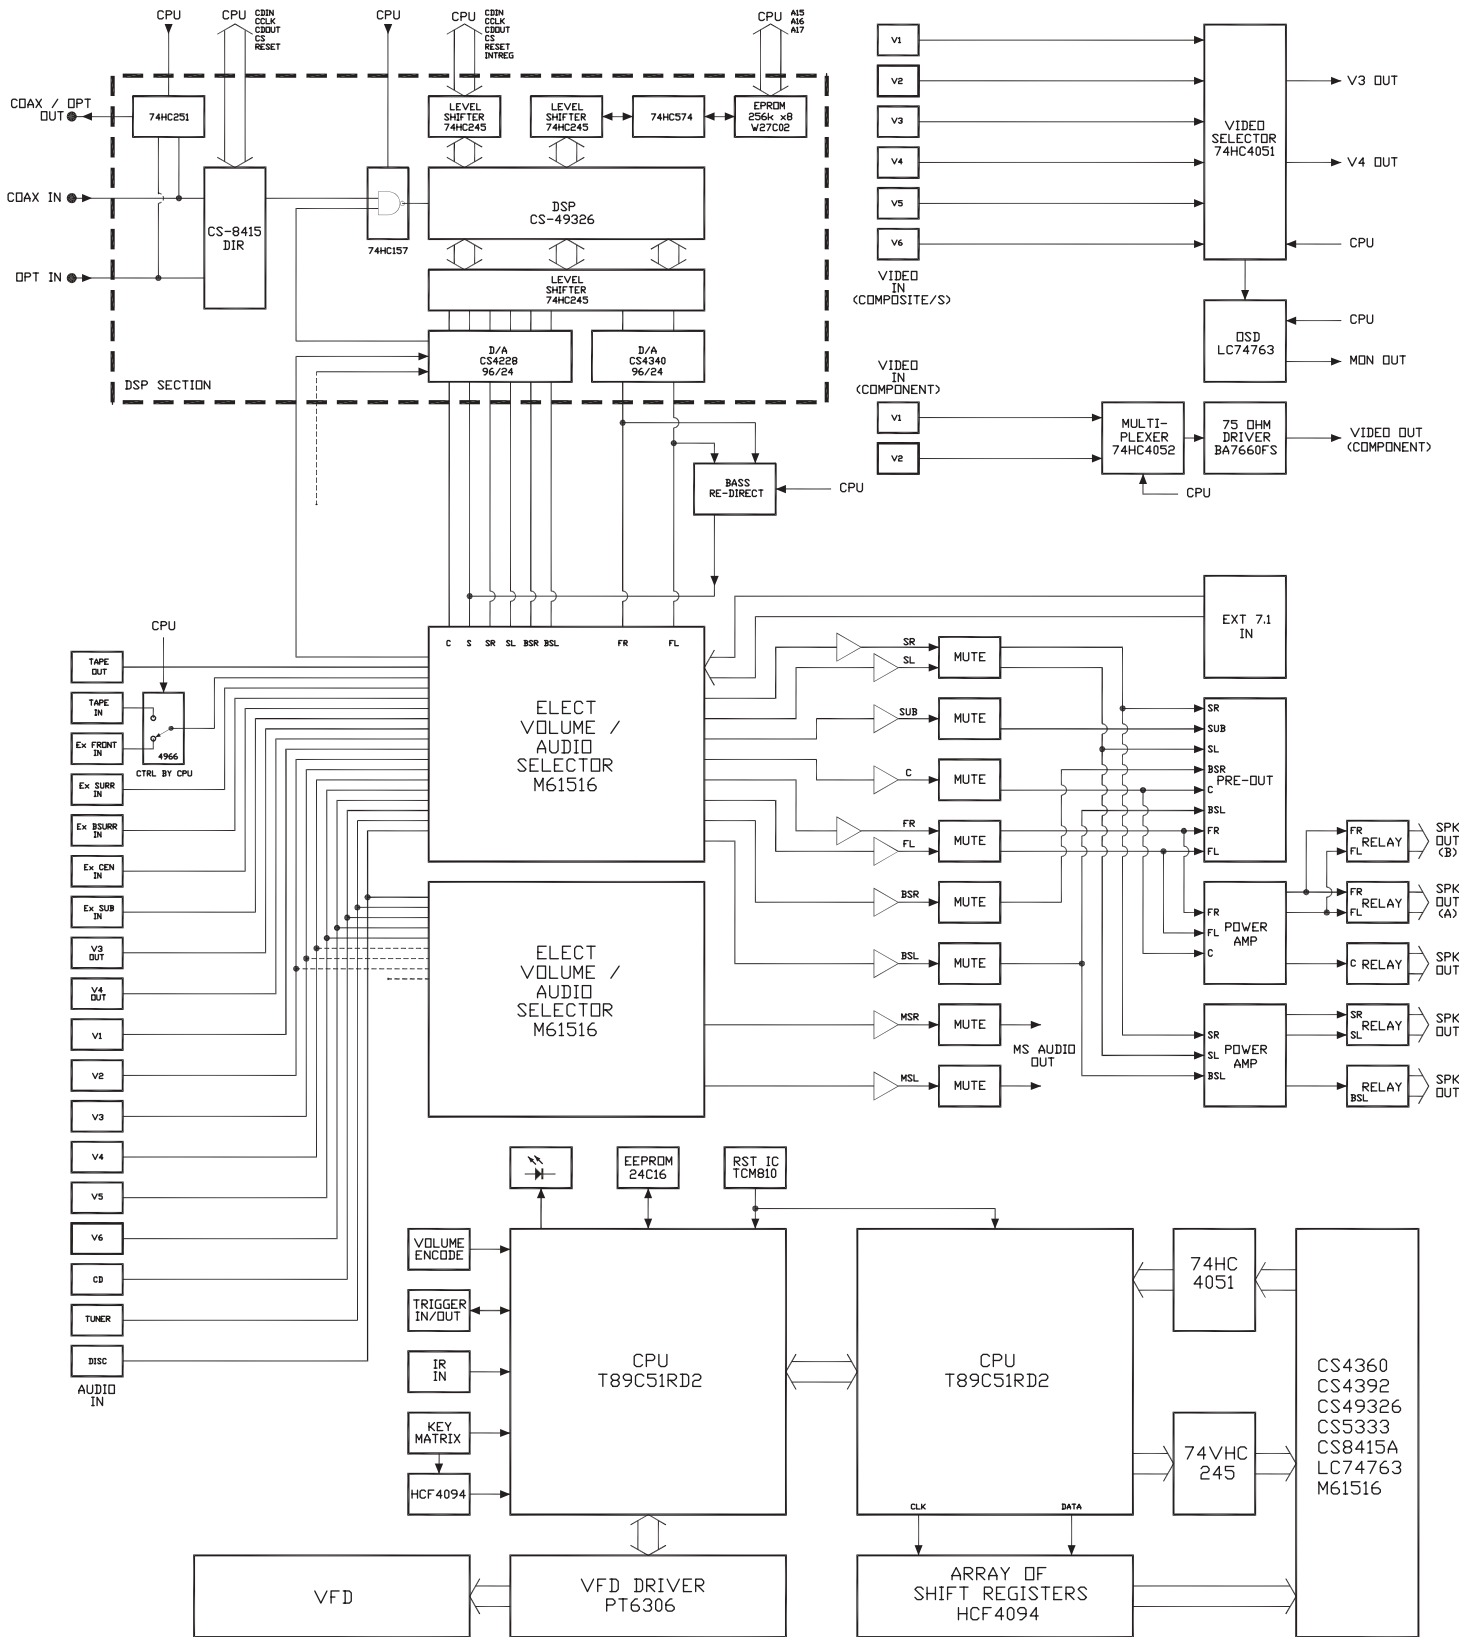 CPU
CDIN
CCLK
CDOUT
CS
RESET
CPU
CPU
CDIN
CCLK
CDOUT
CS
RESET
INTREG
CPU
A15
A16
A17
COAX / OPT
OUT
74HC251
LEVEL
SHIFTER
74HC245
LEVEL
SHIFTER
74HC245
74HC574
EPROM
256k x8
W27C02
COAX IN
OPT IN
CS-8415
DIR
74HC157
DSP
CS-49326
LEVEL
SHIFTER
74HC245
D/A
CS4228
96/24
D/A
CS4340
96/24
DSP SECTION
V1
V2
V3
V4
V5
V6
VIDEO
IN
(COMPOSITE/S)
VIDEO
SELECTOR
74HC4051
V3 OUT
V4 OUT
CPU
OSD
LC74763
CPU
MON OUT
VIDEO
IN
(COMPONENT)
V1
V2
MULTI-
PLEXER
74HC4052
CPU
75 OHM
DRIVER
BA7660FS
VIDEO OUT
(COMPONENT)
BASS
RE-DIRECT
CPU
EXT 7.1
IN
CPU
TAPE
OUT
TAPE
IN
Ex FRONT
IN
4966
CTRL BY CPU
Ex SURR
IN
Ex BSURR
IN
Ex CEN
IN
Ex SUB
IN
V3
OUT
V4
OUT
V1
V2
V3
V4
V5
V6
CD
TUNER
DISC
AUDIO
IN
C S SR SL BSR BSL FR FL
ELECT
VOLUME /
AUDIO
SELECTOR
M61516
ELECT
VOLUME /
AUDIO
SELECTOR
M61516
SR
SL
MUTE
SUB
MUTE
C
MUTE
FR
FL
MUTE
BSR
MUTE
BSL
MUTE
MSR
MUTE
MSL
MUTE
MS AUDIO
OUT
SR
SUB
SL
BSR
PRE-OUT
C
BSL
FR
FL
FR
FL
C
POWER
AMP
SR
SL
BSL
POWER
AMP
FR
FL
RELAY
SPK
OUT
(B)
FR
FL
RELAY
SPK
OUT
(A)
C RELAY
SPK
OUT
SR
SL
RELAY
SPK
OUT
RELAY
BSL
SPK
OUT
EEPROM
24C16
RST IC
TCM810
VOLUME
ENCODE
TRIGGER
IN/OUT
IR
IN
KEY
MATRIX
HCF4094
CPU
T89C51RD2
CPU
T89C51RD2
CLK
DATA
74HC
4051
74VHC
245
CS4360
CS4392
CS49326
CS5333
CS8415A
LC74763
M61516
VFD
VFD DRIVER
PT6306
ARRAY OF
SHIFT REGISTERS
HCF4094